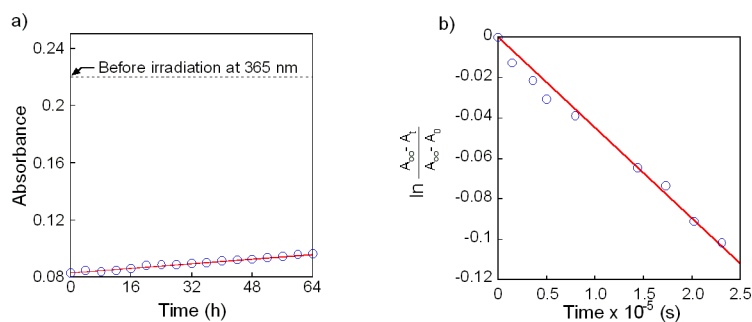 a)
0.24
0.2
0.16
0.12
0.08
Absorbance
Before irradiation at 365 nm
0 16 32 48 64
Time (h)
b)
0
-0.02
-0.04
-0.06
-0.08
-0.1
-0.12
ln (A∞- At / A∞- A0)
0 0.5 1.0 1.5 2.0 2.5
Time x 10⁻⁵ (s)